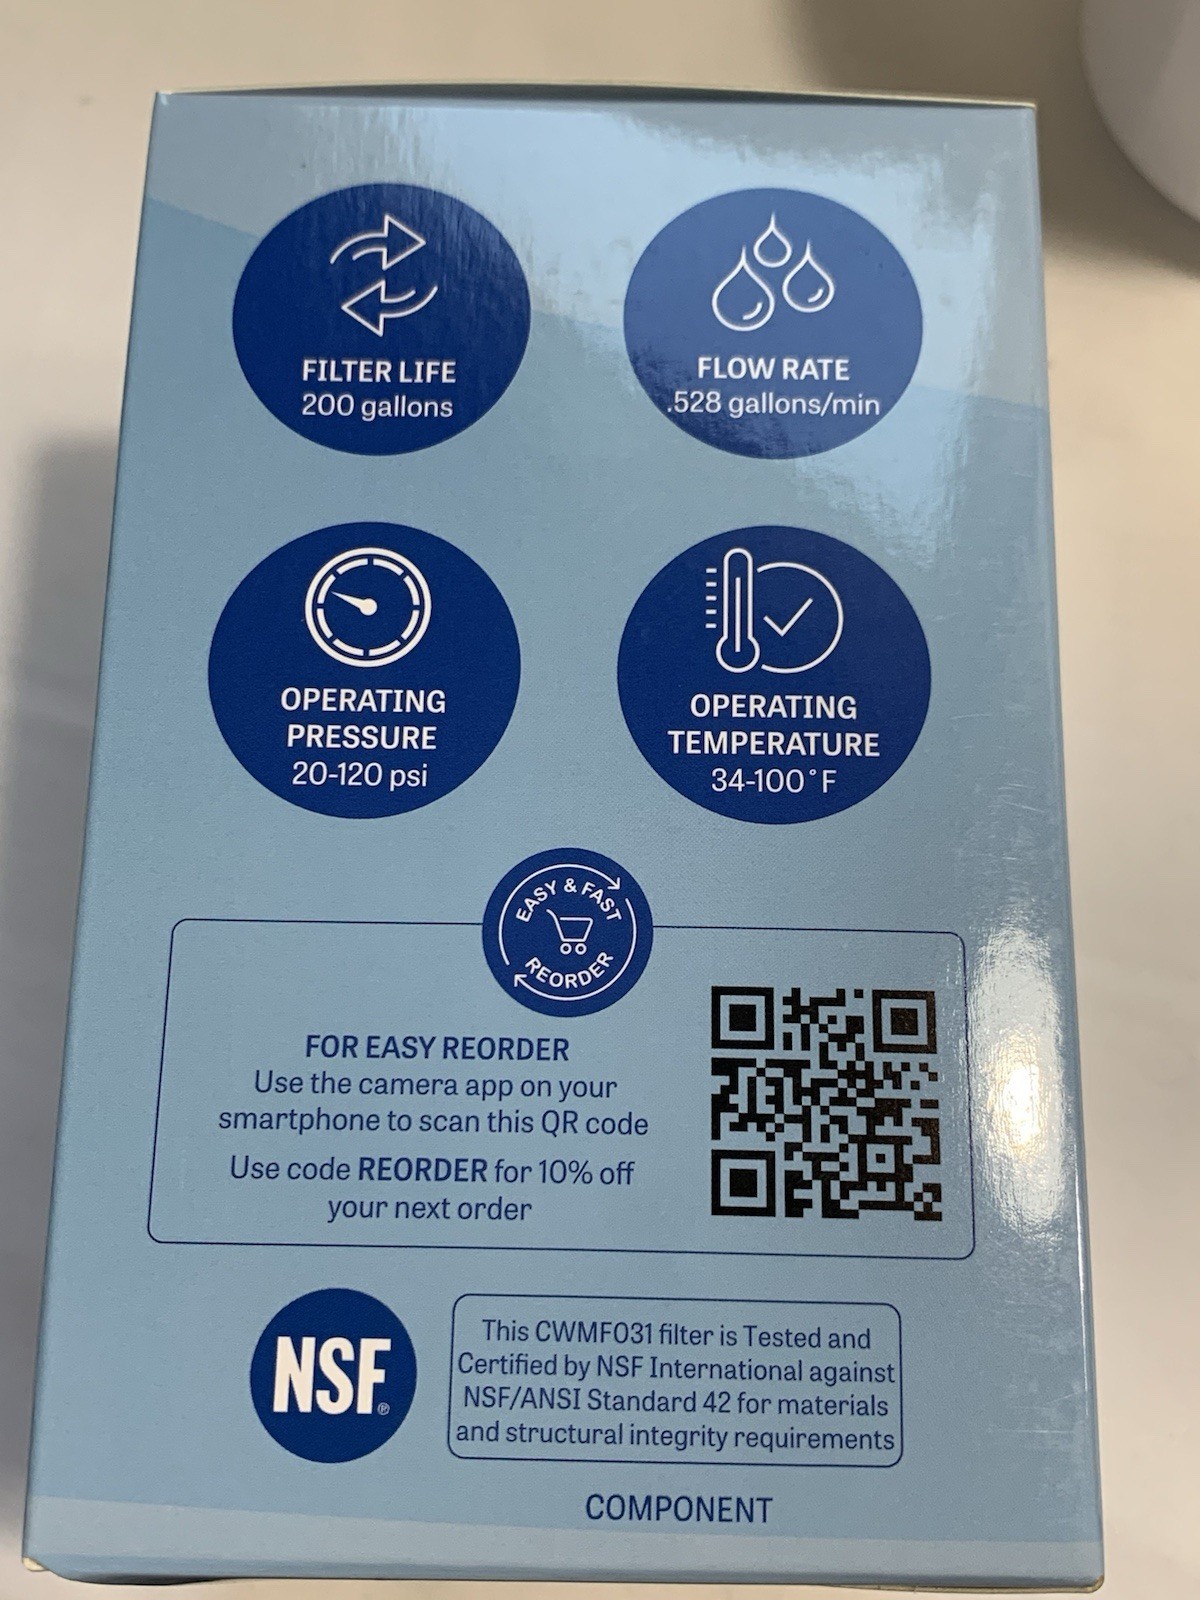 FILTER LIFE
200 gallons
FLOW RATE
.528 gallons/min
OPERATING
PRESSURE
20-120 psi
OPERATING
TEMPERATURE
34-100°F
EASY & FAST
REORDER
FOR EASY REORDER
Use the camera app on your
smartphone to scan this QR code
Use code REORDER for 10% off
your next order
NSF®
This CWMF031 filter is Tested and
Certified by NSF International against
NSF/ANSI Standard 42 for materials
and structural integrity requirements
COMPONENT